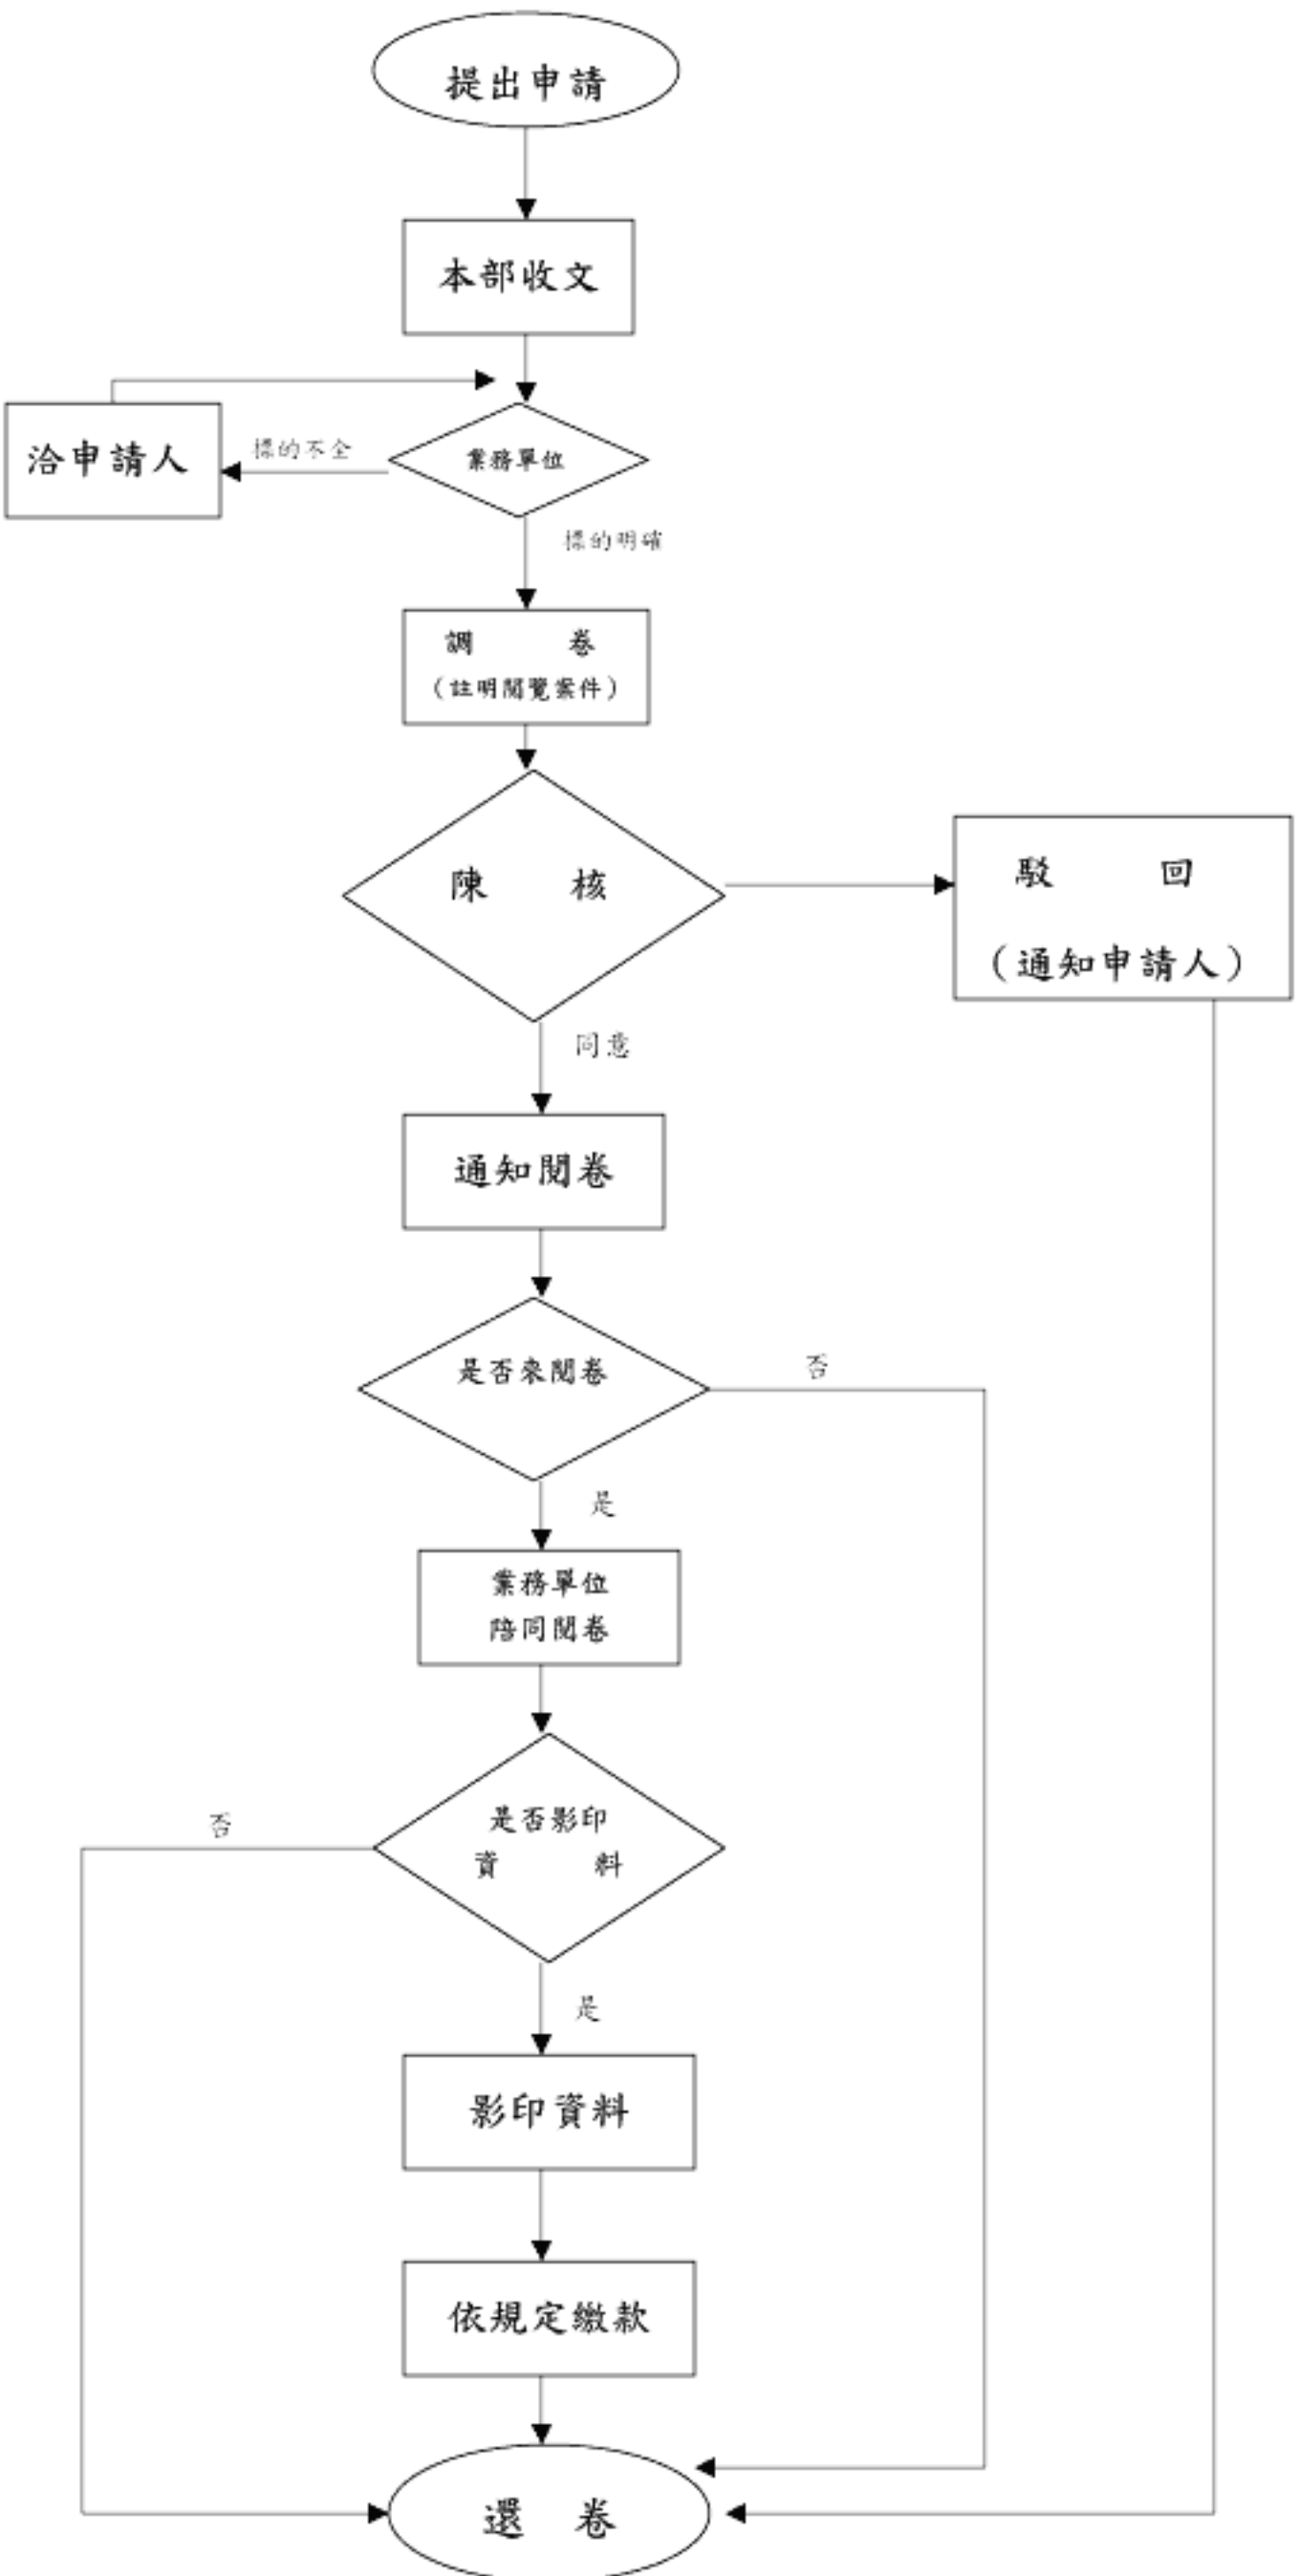 提出申請
本部收文
洽申請人
標的不全
業務單位
標的明確
調 卷
（註明閱覽案件）
陳 核
駁 回
（通知申請人）
同意
通知閱卷
是否來閱卷
否
是
業務單位
陪同閱卷
是否影印
資 料
否
是
影印資料
依規定繳款
還 卷